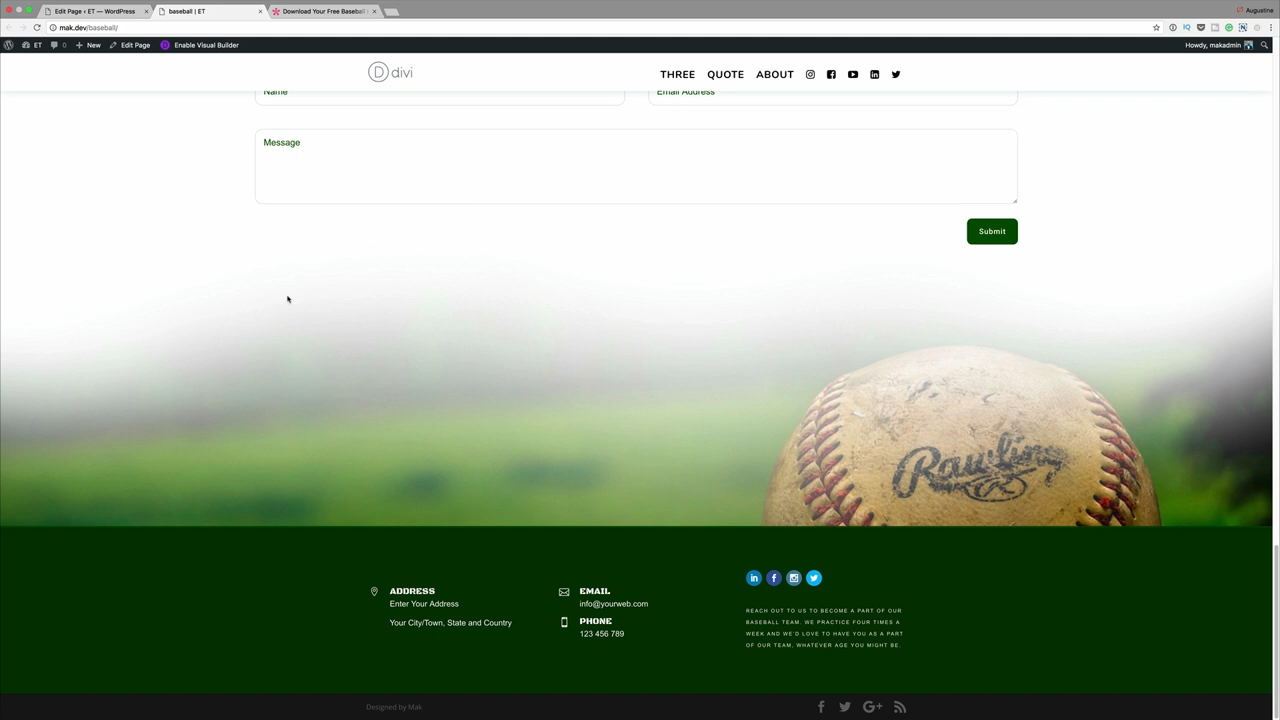 Edit Page ‹ ET — WordPress
baseball | ET
Download Your Free Baseball
Augustine
mak.dev/baseball/
ET 0 New Edit Page Enable Visual Builder
Howdy, makadmin
D divi
THREE QUOTE ABOUT
Name
Email Address
Message
Submit
Rawlings
ADDRESS
Enter Your Address
Your City/Town, State and Country
EMAIL
info@yourweb.com
PHONE
123 456 789
REACH OUT TO US TO BECOME A PART OF OUR
BASEBALL TEAM. WE PRACTICE FOUR TIMES A
WEEK AND WE'D LOVE TO HAVE YOU AS A PART
OF OUR TEAM, WHATEVER AGE YOU MIGHT BE.
Designed by Mak